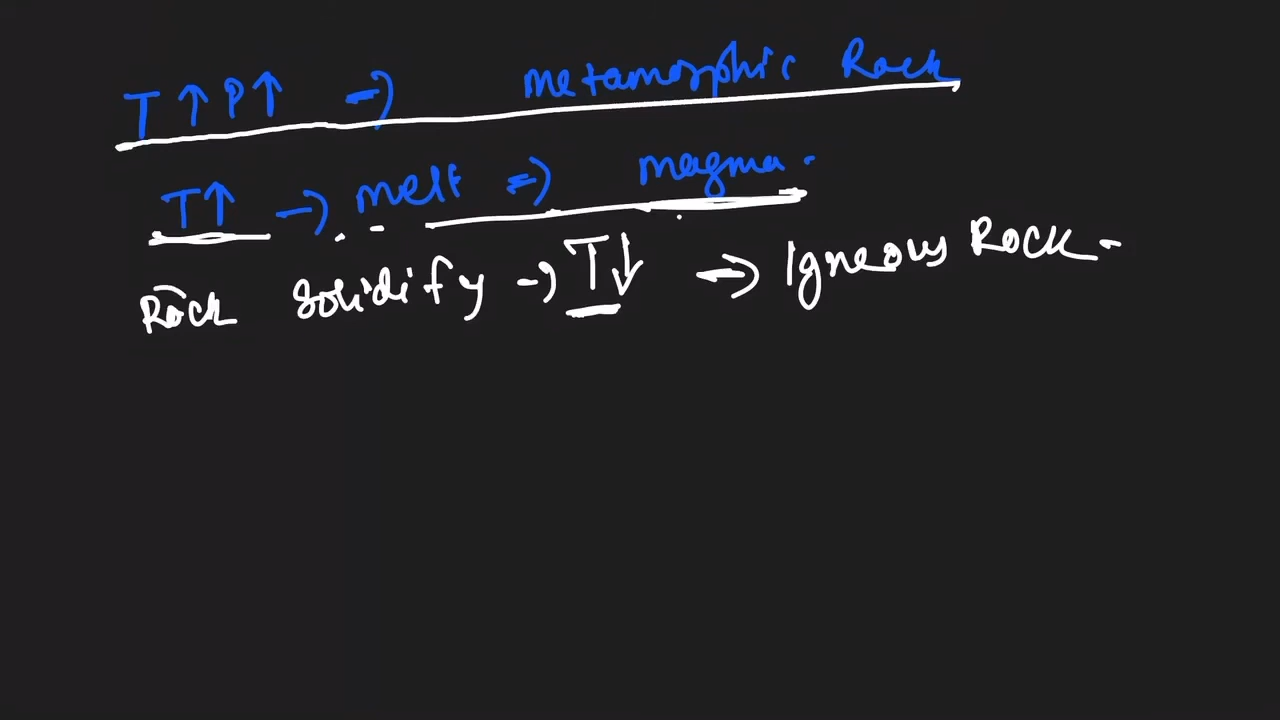 T ↑ P ↑ → metamorphic Rock
T ↑ → melt ⇒ magma.
Rock solidify → T ↓ → Igneous Rock.